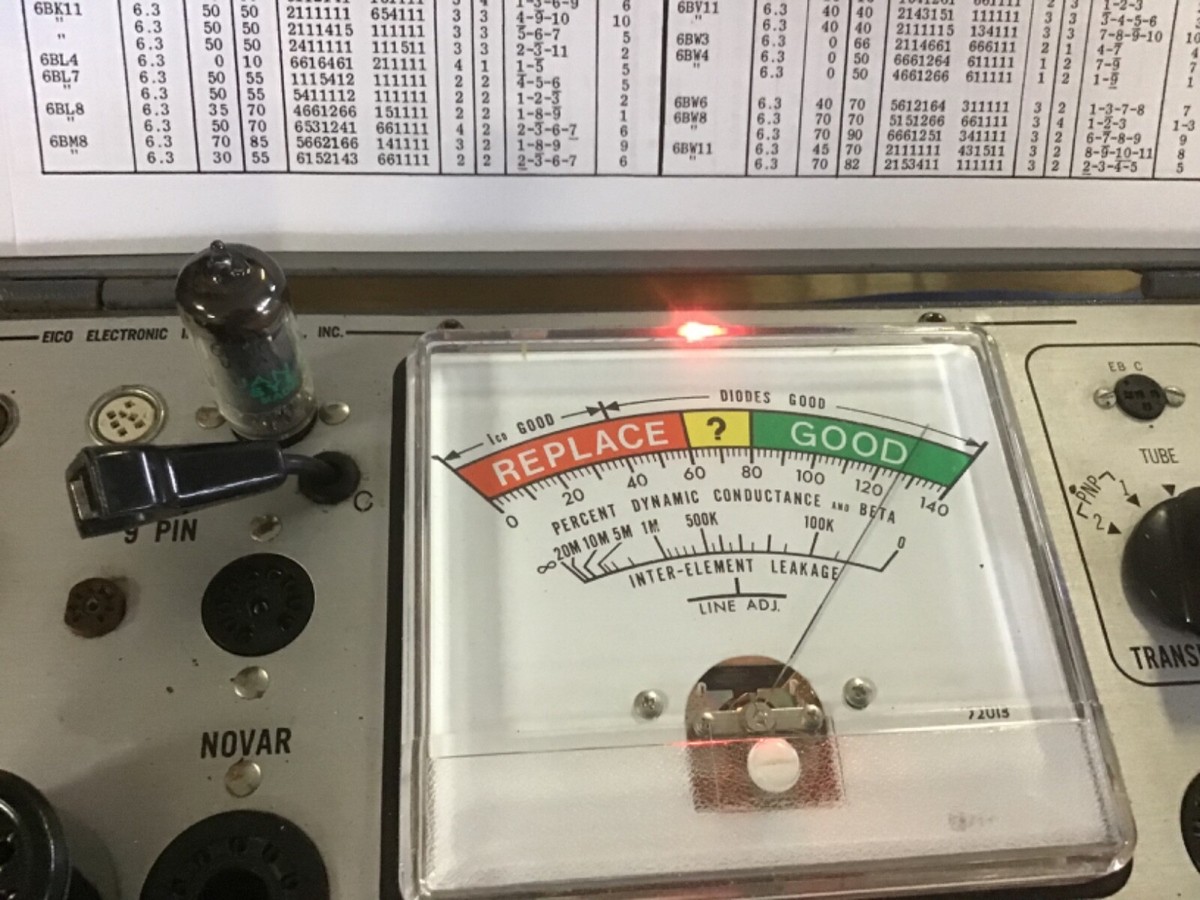 6BK11 6.3 50 50 2111111 654111 3 3 4-9-10 10
" 6.3 50 50 2111415 111111 3 3 5-6-7 5
" 6.3 50 50 2411111 111511 3 3 2-3-11 2
6BL4 6.3 0 10 6616461 211111 4 1 1-5 5
6BL7 6.3 50 55 1115412 111111 2 2 4-5-6 5
" 6.3 50 55 5411112 111111 2 2 1-2-3 2
6BL8 6.3 35 70 4661266 151111 2 2 1-8-9 1
" 6.3 50 70 6531241 661111 4 2 2-3-6-7 6
6BM8 6.3 70 85 5662166 141111 3 2 1-8-9 9
" 6.3 30 55 6152143 661111 2 2 2-3-6-7 6
6BV11 6.3 40 40 2143151 111111 3 3 3-4-5-6
" 6.3 40 40 2111115 134111 3 3 7-8-9-10 10
6BW3 6.3 0 66 2114661 666111 2 1 4-7 4
6BW4 6.3 0 50 6661264 611111 1 2 7-9 7
" 6.3 0 50 4661266 611111 1 2 1-9 1
6BW6 6.3 40 70 5612164 311111 3 2 1-3-7-8 7
6BW8 6.3 70 70 5151266 661111 3 4 1-2-3 1-3
" 6.3 70 90 6661251 341111 3 2 6-7-8-9 9
6BW11 6.3 45 70 2111111 431511 3 2 8-9-10-11 8
" 6.3 70 82 2153411 111111 3 2 2-3-4-5 5
EICO ELECTRONIC I INC.
C
9 PIN
NOVAR
DIODES GOOD
Ico GOOD
REPLACE ? GOOD
0 20 40 60 80 100 120 140
PERCENT DYNAMIC CONDUCTANCE AND BETA
∞ 20M 10M 5M 1M 500K 100K 0
INTER-ELEMENT LEAKAGE
LINE ADJ.
72015
EB C
TUBE
PNP 1
2
TRANS